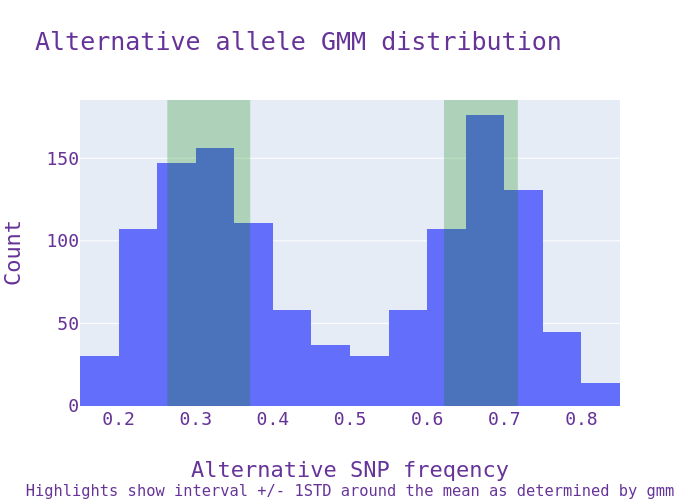 Alternative allele GMM distribution
Count
150
100
50
0
0.2 0.3 0.4 0.5 0.6 0.7 0.8
Alternative SNP freqency
Highlights show interval +/- 1STD around the mean as determined by gmm